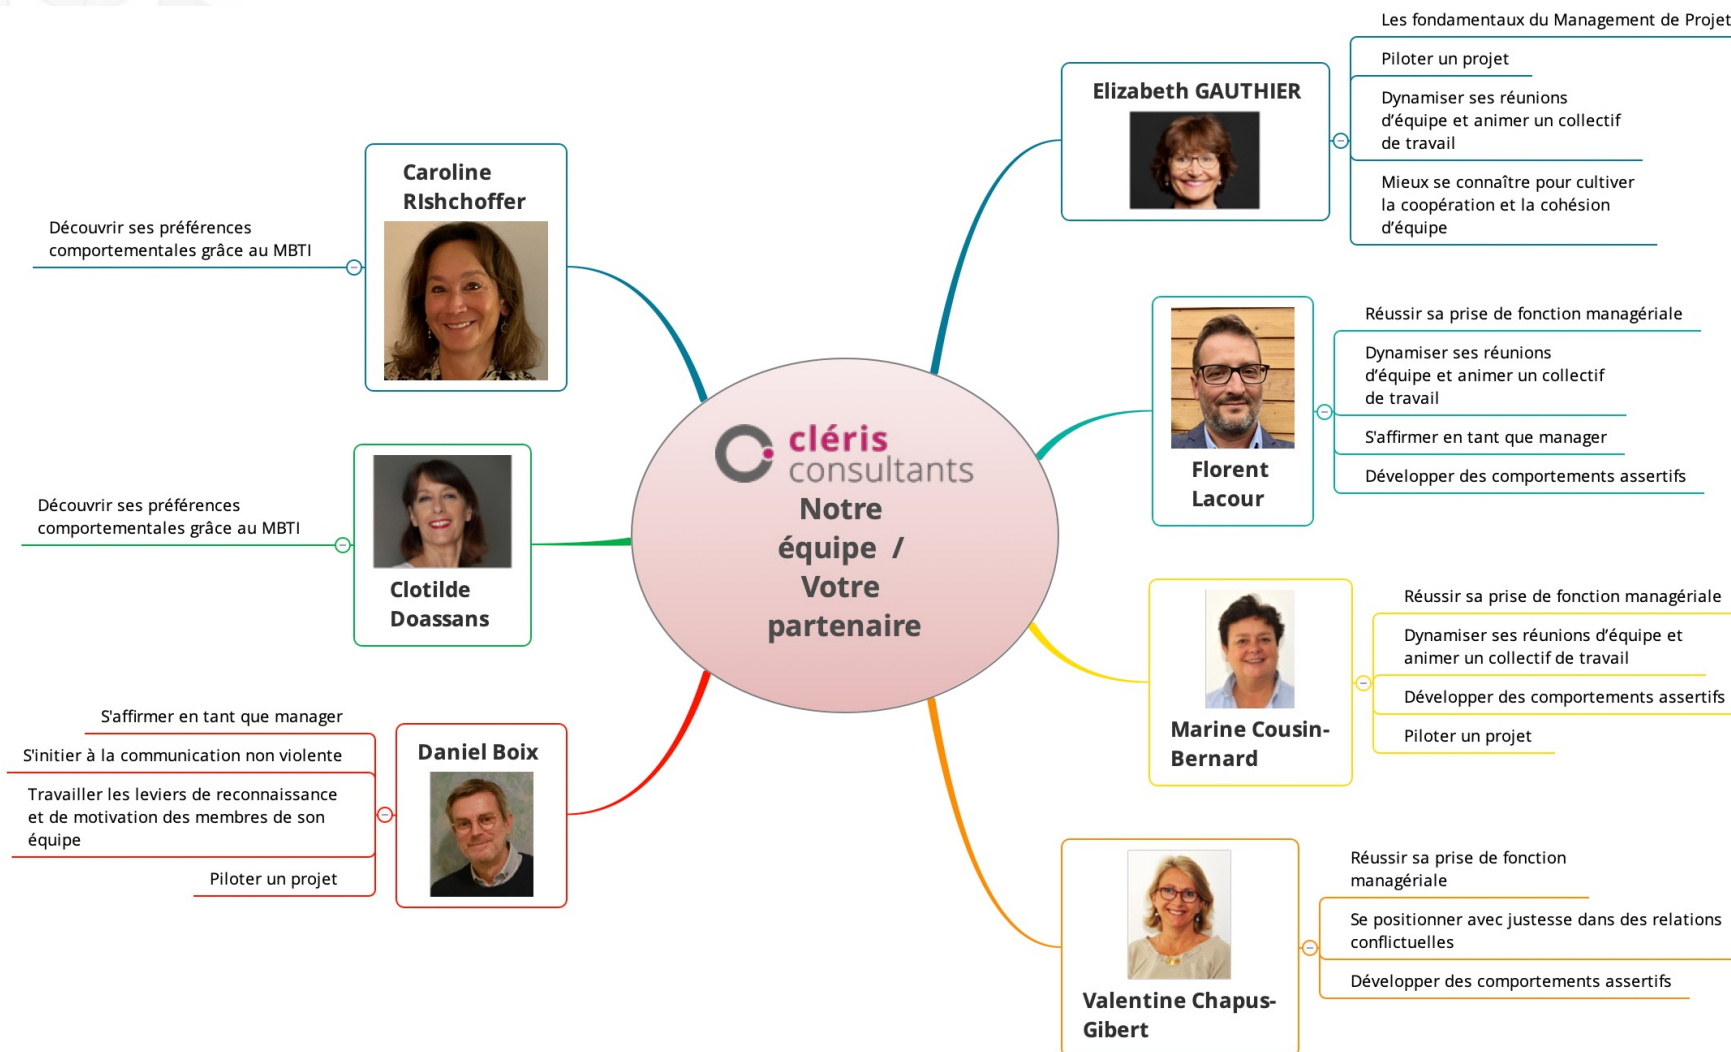 cléris
consultants
Notre
équipe /
Votre
partenaire
Elizabeth GAUTHIER
Les fondamentaux du Management de Projet
Piloter un projet
Dynamiser ses réunions
d’équipe et animer un collectif
de travail
Mieux se connaître pour cultiver
la coopération et la cohésion
d’équipe
Florent
Lacour
Réussir sa prise de fonction managériale
Dynamiser ses réunions
d’équipe et animer un collectif
de travail
S'affirmer en tant que manager
Développer des comportements assertifs
Marine Cousin-
Bernard
Réussir sa prise de fonction managériale
Dynamiser ses réunions d’équipe et
animer un collectif de travail
Développer des comportements assertifs
Piloter un projet
Valentine Chapus-
Gibert
Réussir sa prise de fonction
managériale
Se positionner avec justesse dans des relations
conflictuelles
Développer des comportements assertifs
Caroline
RIshchoffer
Découvrir ses préférences
comportementales grâce au MBTI
Clotilde
Doassans
Découvrir ses préférences
comportementales grâce au MBTI
Daniel Boix
S'affirmer en tant que manager
S'initier à la communication non violente
Travailler les leviers de reconnaissance
et de motivation des membres de son
équipe
Piloter un projet